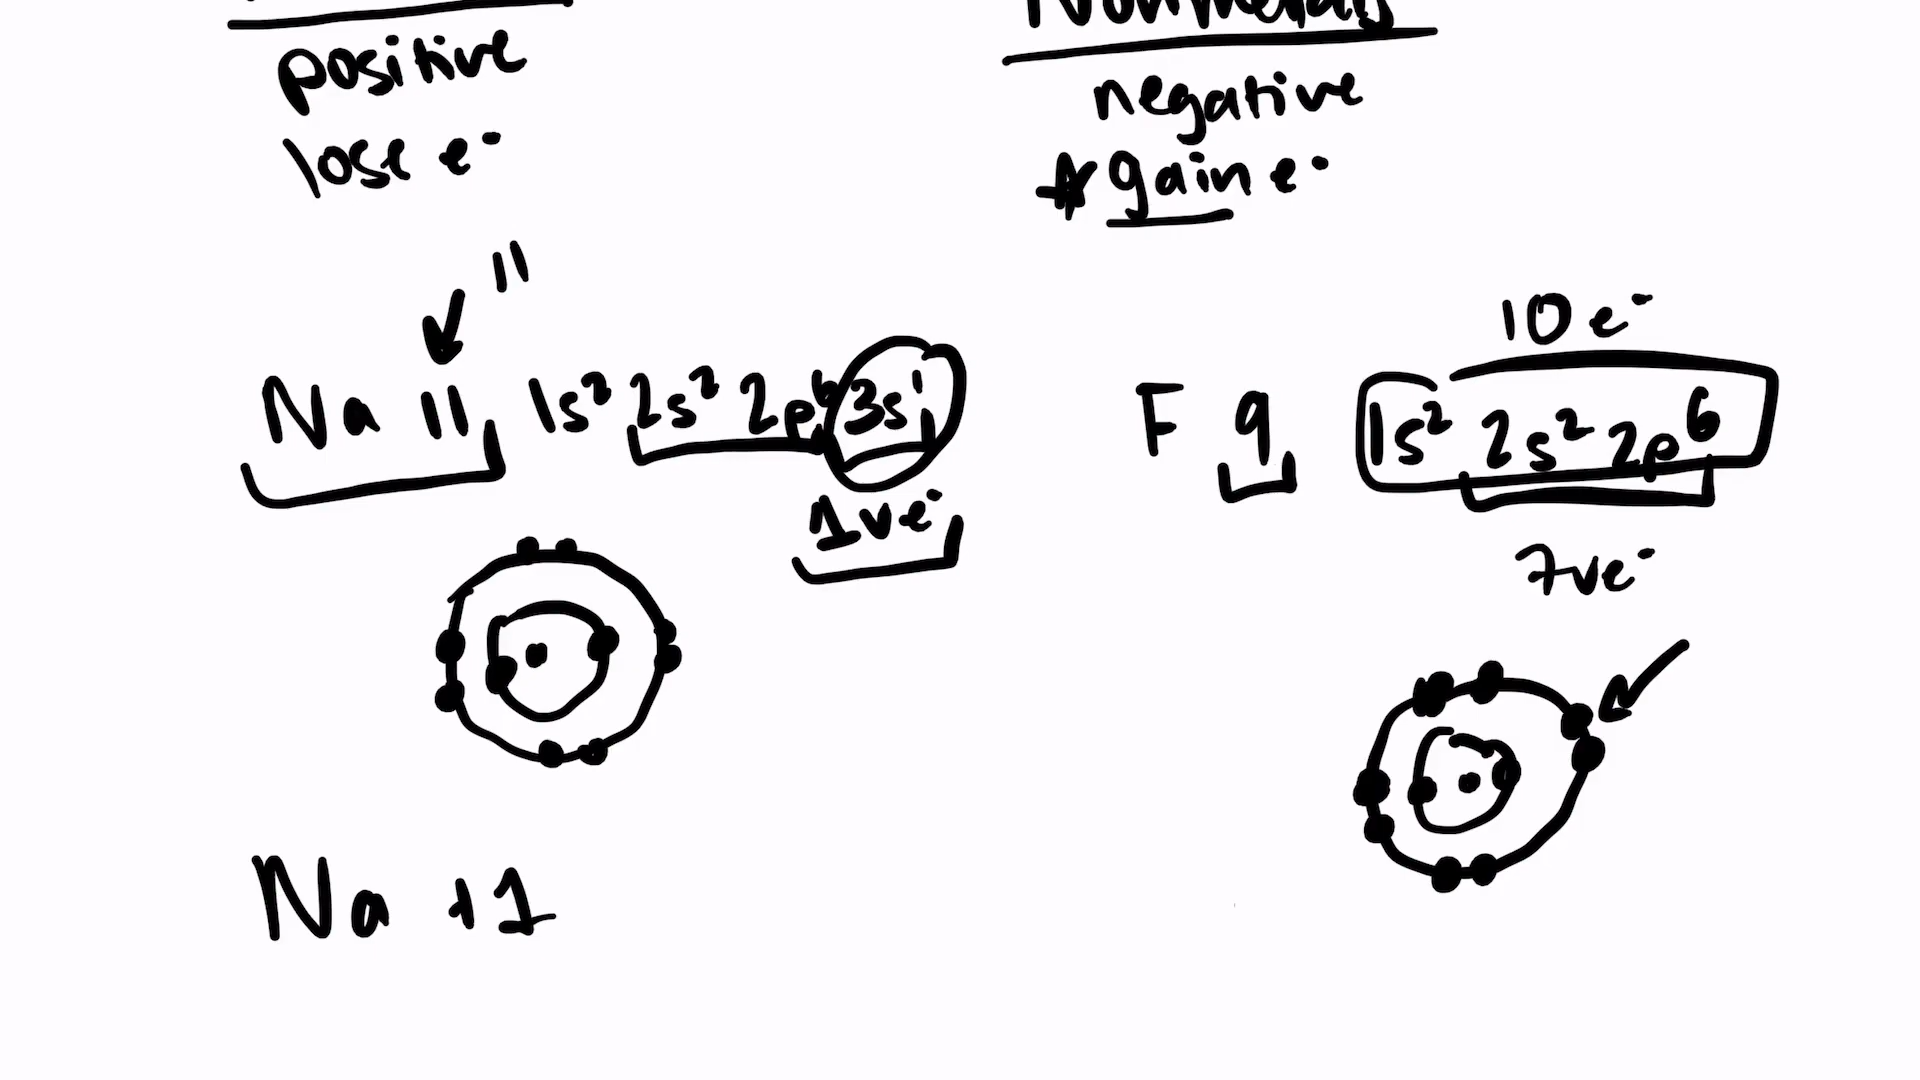 positive
lose e-
Nonmetals
negative
*gain e-
11
Na 11 1s² 2s² 2p⁶ 3s¹
1ve-
10e-
F 9 1s² 2s² 2p⁶
7ve-
Na +1